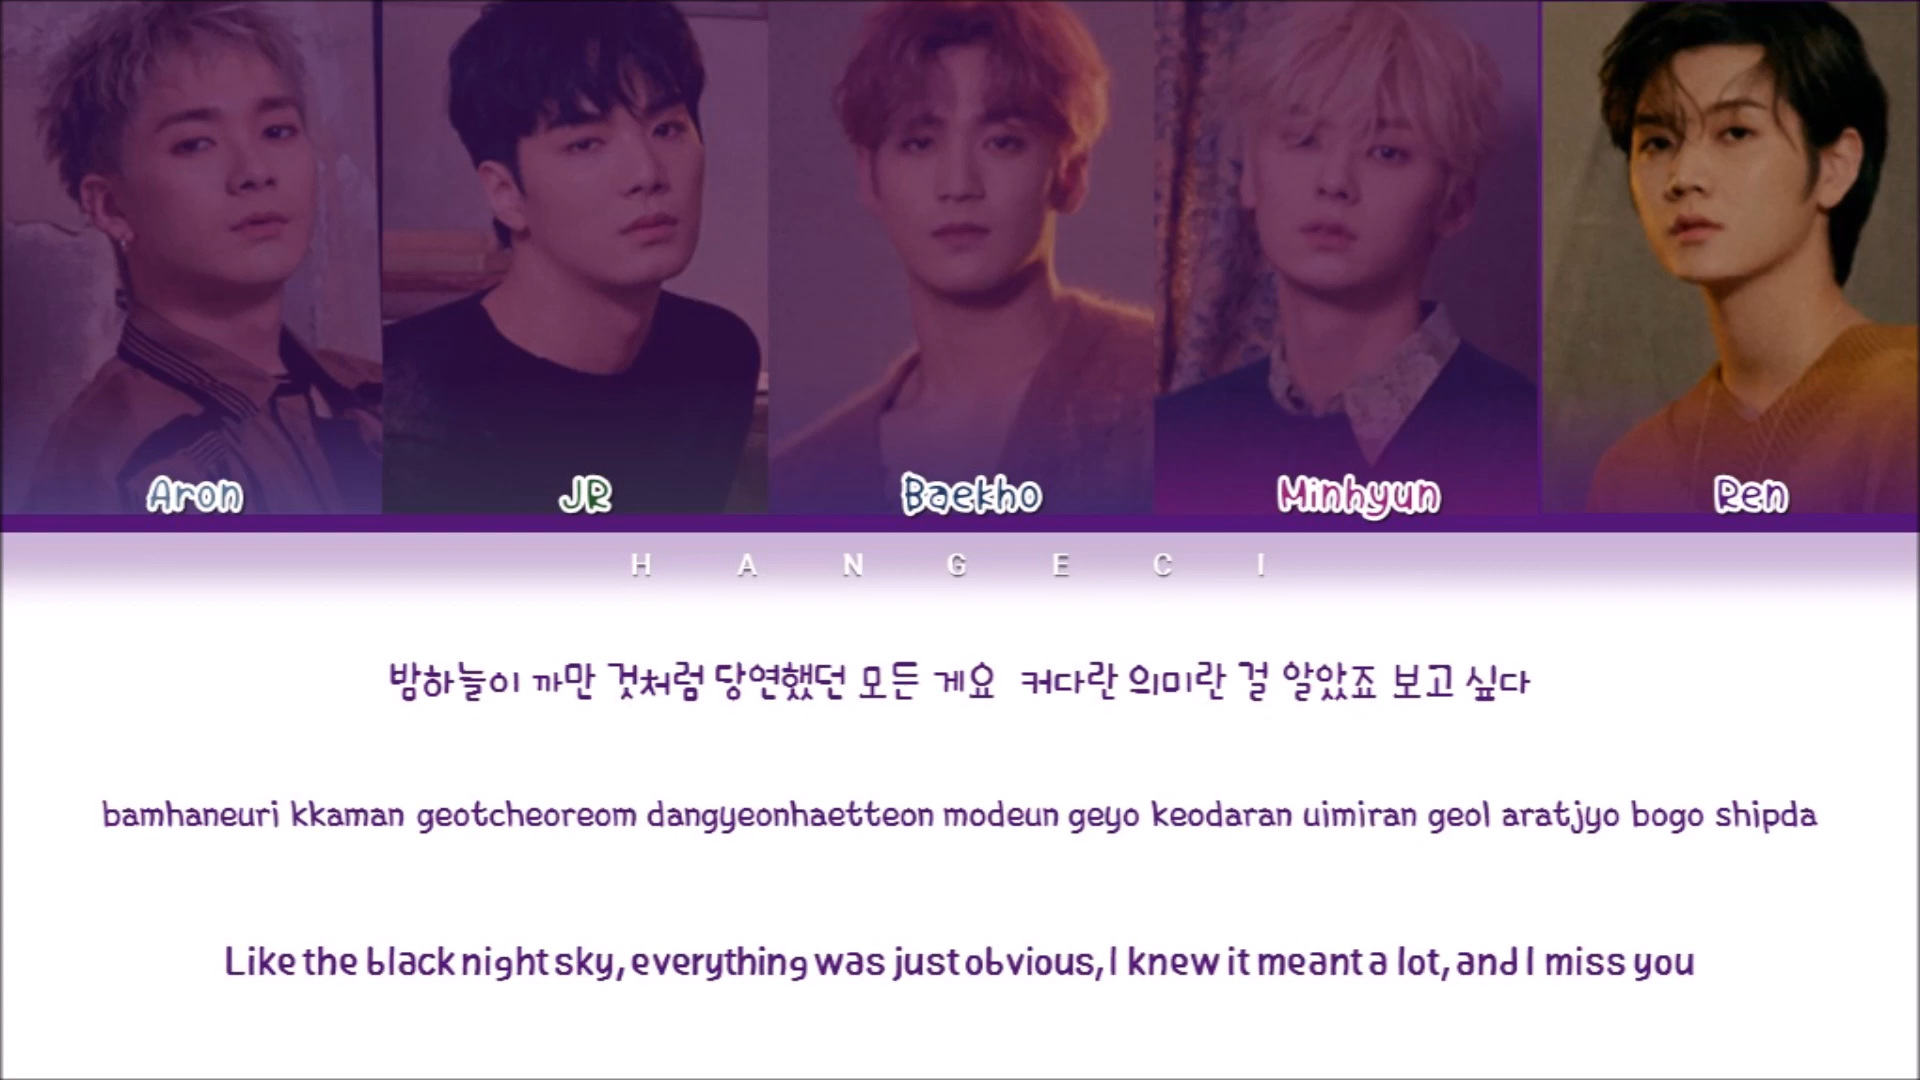 Aron JR Baekho Minhyun Ren
HANGECI
밤하늘이 까만 것처럼 당연했던 모든 게요 커다란 의미란 걸 알았죠 보고 싶다
bamhaneuri kkaman geotcheoreom dangyeonhaetteon modeun geyo keodaran uimiran geol aratjyo bogo shipda
Like the black night sky, everything was just obvious, I knew it meant a lot, and I miss you